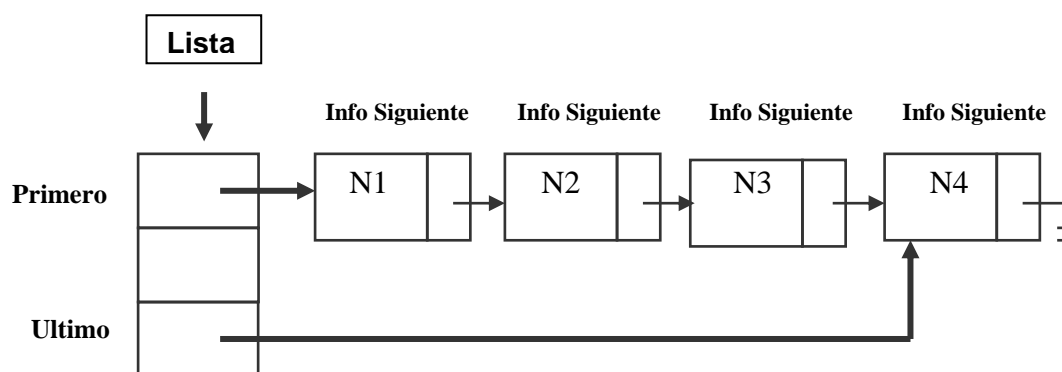 Lista
Info Siguiente Info Siguiente Info Siguiente Info Siguiente
Primero N1 N2 N3 N4
Ultimo